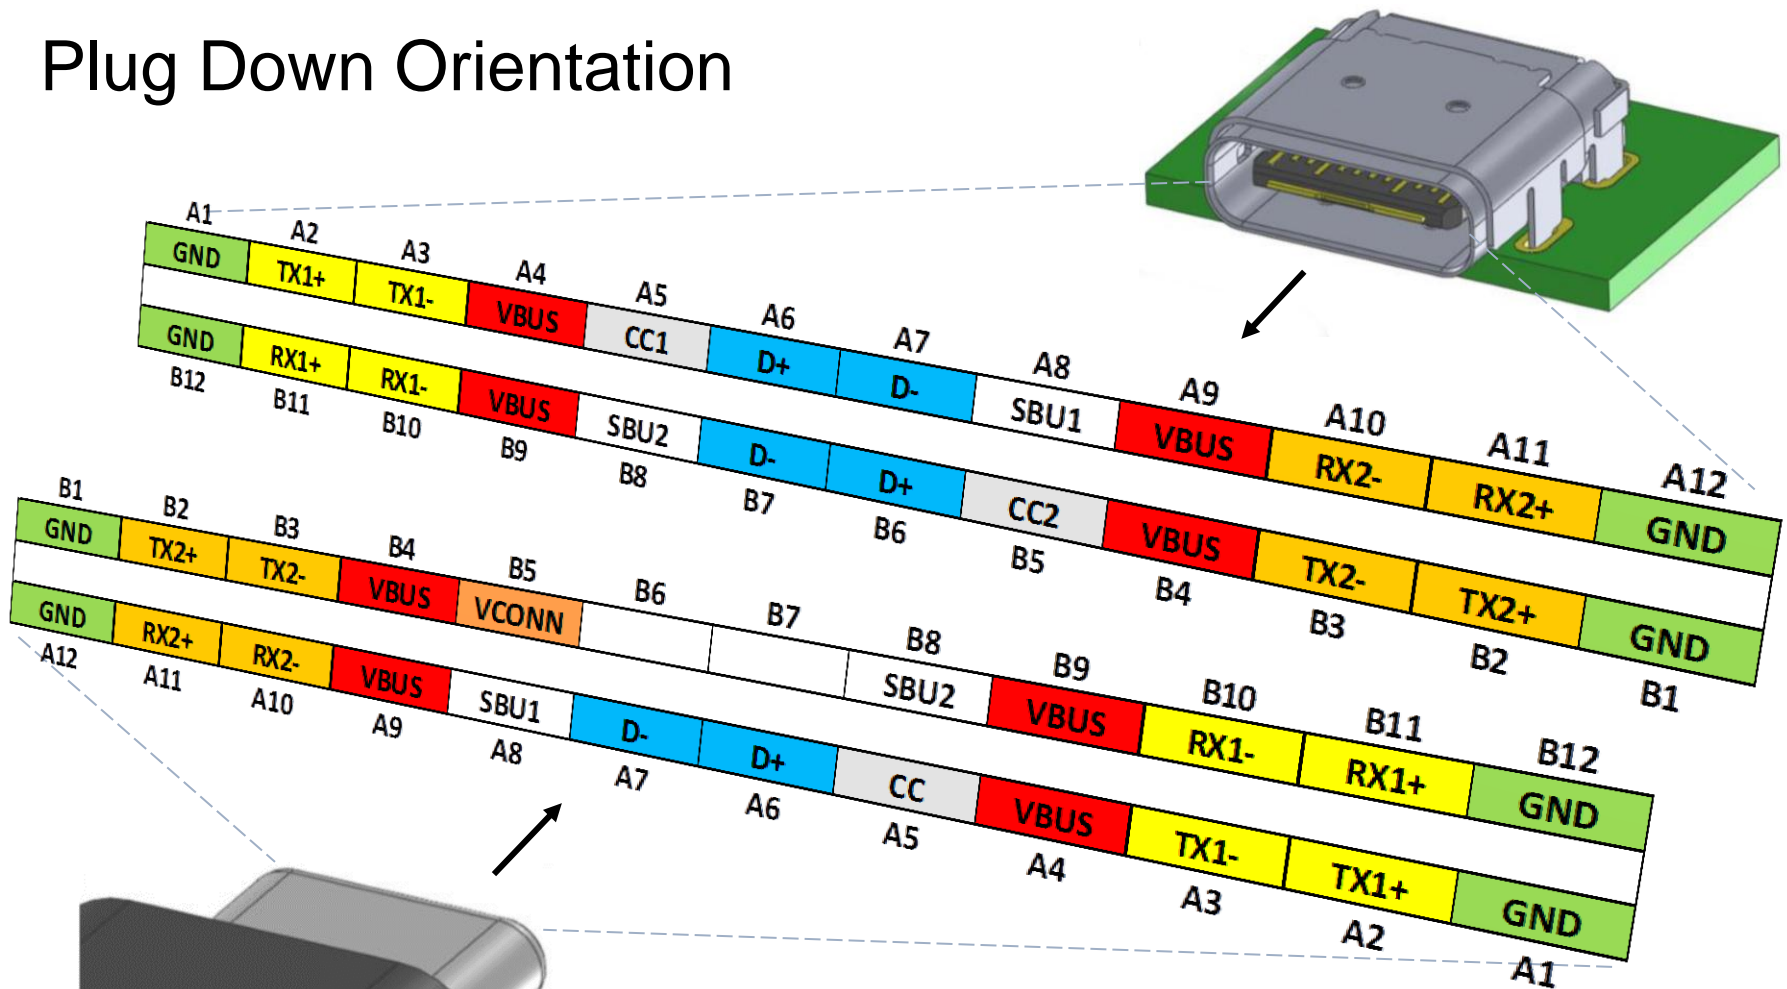 Plug Down Orientation
A1 A2 A3 A4 A5 A6 A7 A8 A9 A10 A11 A12
GND TX1+ TX1- VBUS CC1 D+ D- SBU1 VBUS RX2- RX2+ GND
GND RX1+ RX1- VBUS SBU2 D- D+ CC2 VBUS TX2- TX2+ GND
B12 B11 B10 B9 B8 B7 B6 B5 B4 B3 B2 B1
B1 B2 B3 B4 B5 B6 B7 B8 B9 B10 B11 B12
GND TX2+ TX2- VBUS VCONN SBU2 VBUS RX1- RX1+ GND
GND RX2+ RX2- VBUS SBU1 D- D+ CC VBUS TX1- TX1+ GND
A12 A11 A10 A9 A8 A7 A6 A5 A4 A3 A2 A1